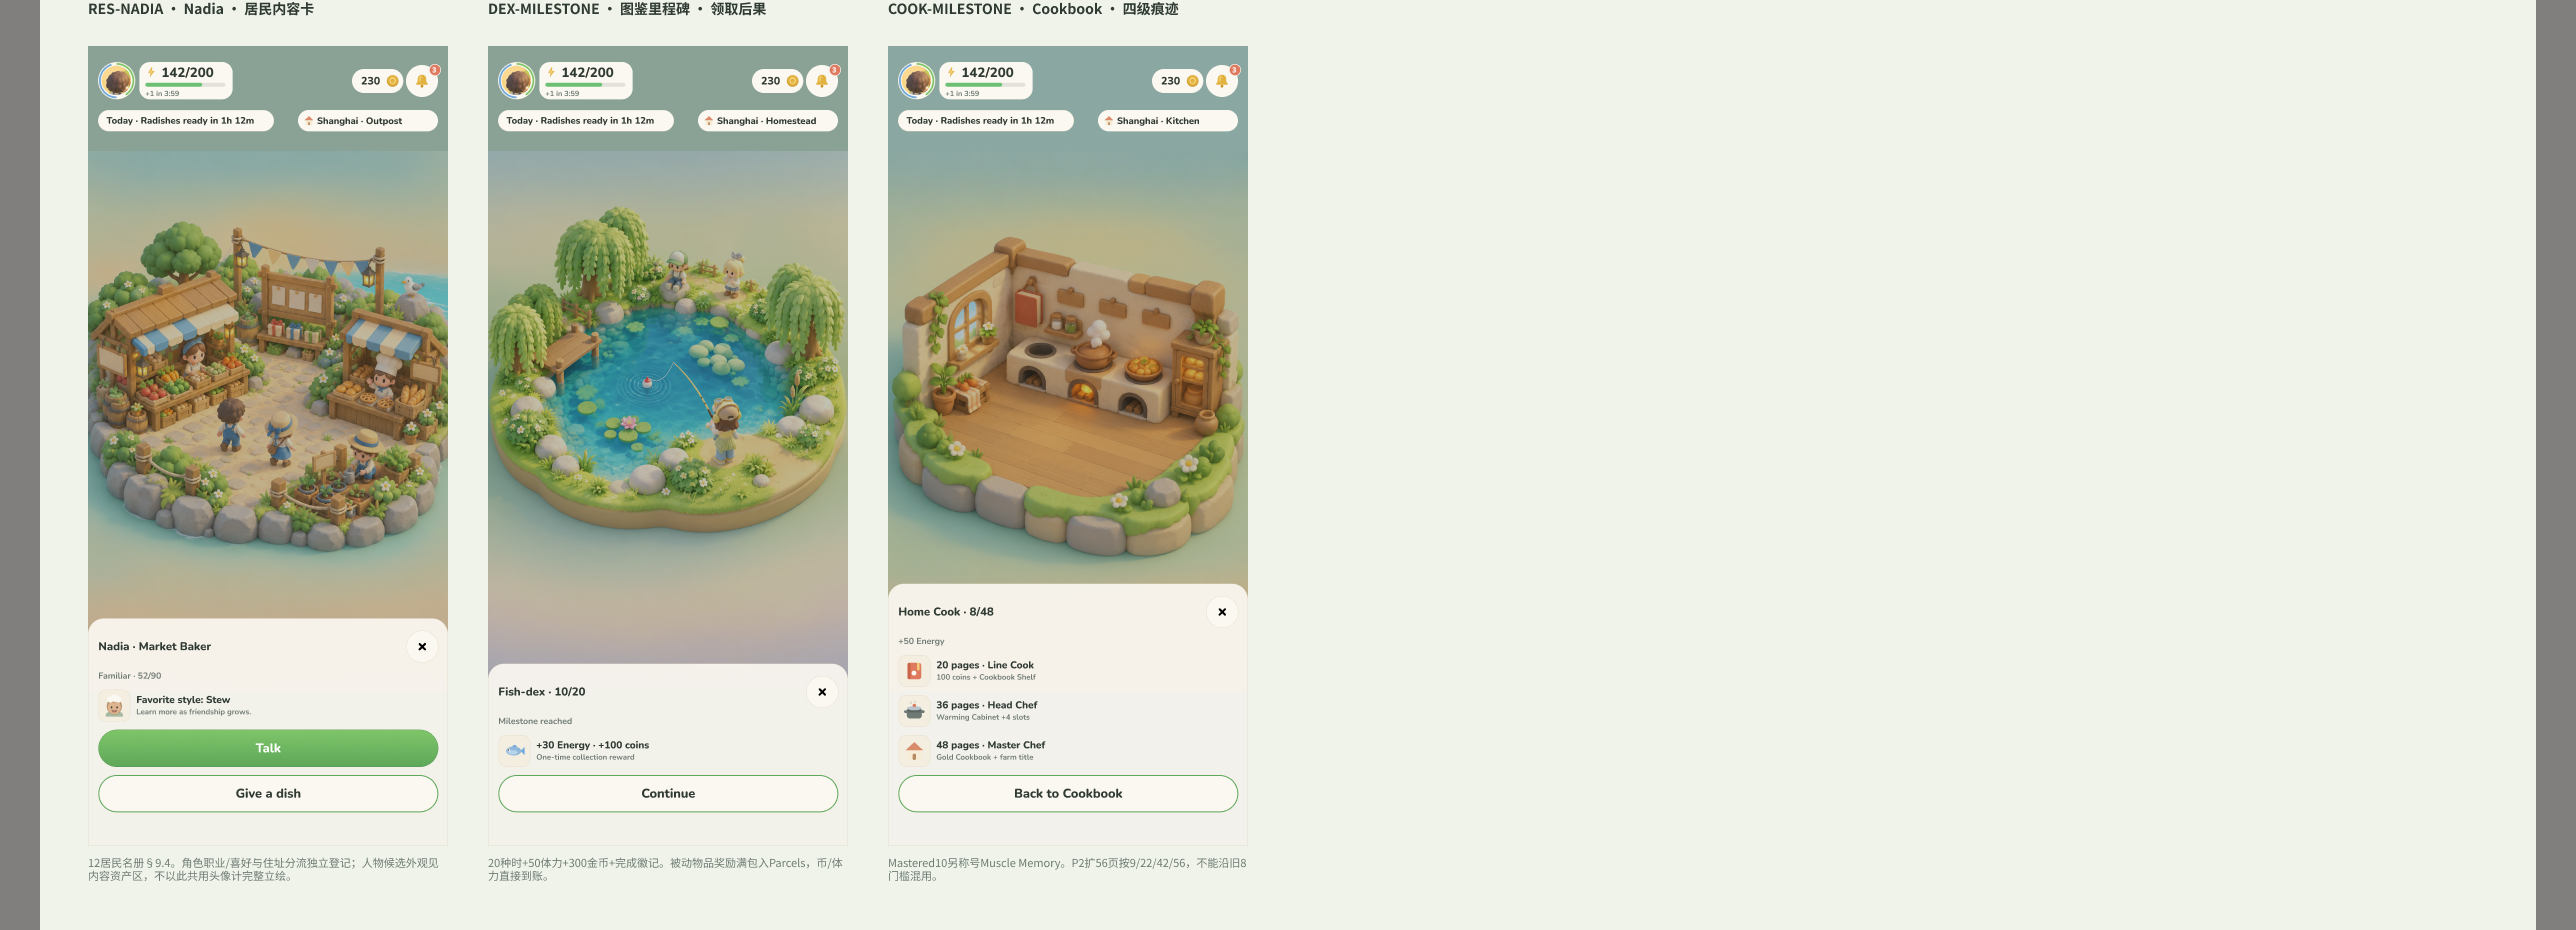 RES-NADIA • Nadia • 居民内容卡
142/200
+1 in 3:59
230
3
Today · Radishes ready in 1h 12m
Shanghai · Outpost
Nadia · Market Baker
Familiar · 52/90
Favorite style: Stew
Learn more as friendship grows.
Talk
Give a dish
12居民名册§9.4。角色职业/喜好与住址分流独立登记；人物候选外观见
内容资产区，不以此共用头像计完整立绘。
DEX-MILESTONE • 图鉴里程碑 • 领取后果
142/200
+1 in 3:59
230
3
Today · Radishes ready in 1h 12m
Shanghai · Homestead
Fish-dex · 10/20
Milestone reached
+30 Energy · +100 coins
One-time collection reward
Continue
20种时+50体力+300金币+完成徽记。被动物品奖励满包入Parcels，币/体
力直接到账。
COOK-MILESTONE • Cookbook • 四级痕迹
142/200
+1 in 3:59
230
3
Today · Radishes ready in 1h 12m
Shanghai · Kitchen
Home Cook · 8/48
+50 Energy
20 pages · Line Cook
100 coins + Cookbook Shelf
36 pages · Head Chef
Warming Cabinet +4 slots
48 pages · Master Chef
Gold Cookbook + farm title
Back to Cookbook
Mastered10另称号Muscle Memory。P2扩56页按9/22/42/56，不能沿旧8
门槛混用。